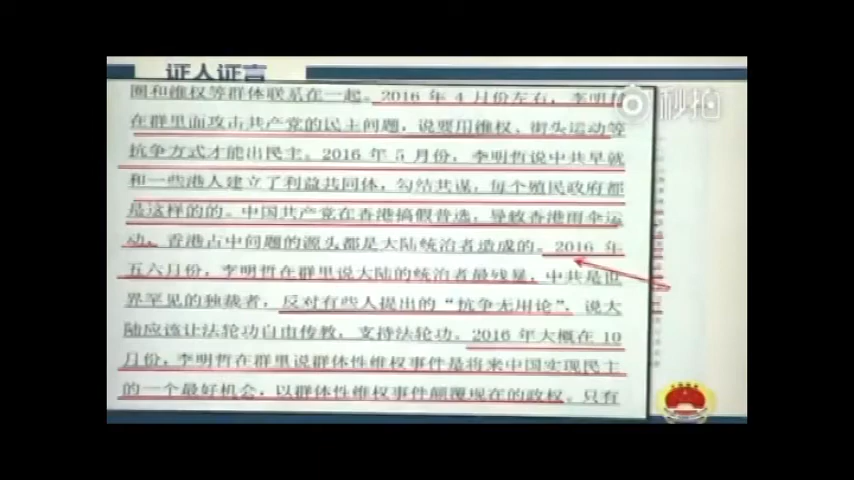 证人证言
秒拍
圈和维权等群体联系在一起。2016 年 4 月份左右，李明哲
在群里面攻击共产党的民主问题，说要用维权、街头运动等
抗争方式才能出民主。2016 年 5 月份，李明哲说中共早就
和一些港人建立了利益共同体，勾结共谋，每个殖民政府都
是这样的的。中国共产党在香港搞假普选，导致香港雨伞运
动、香港占中问题的源头都是大陆统治者造成的。2016 年
五六月份，李明哲在群里说大陆的统治者最残暴，中共是世
界罕见的独裁者，反对有些人提出的“抗争无用论”，说大
陆应该让法轮功自由传教，支持法轮功。2016 年大概在 10
月份，李明哲在群里说群体性维权事件是将来中国实现民主
的一个最好机会，以群体性维权事件颠覆现在的政权。只有